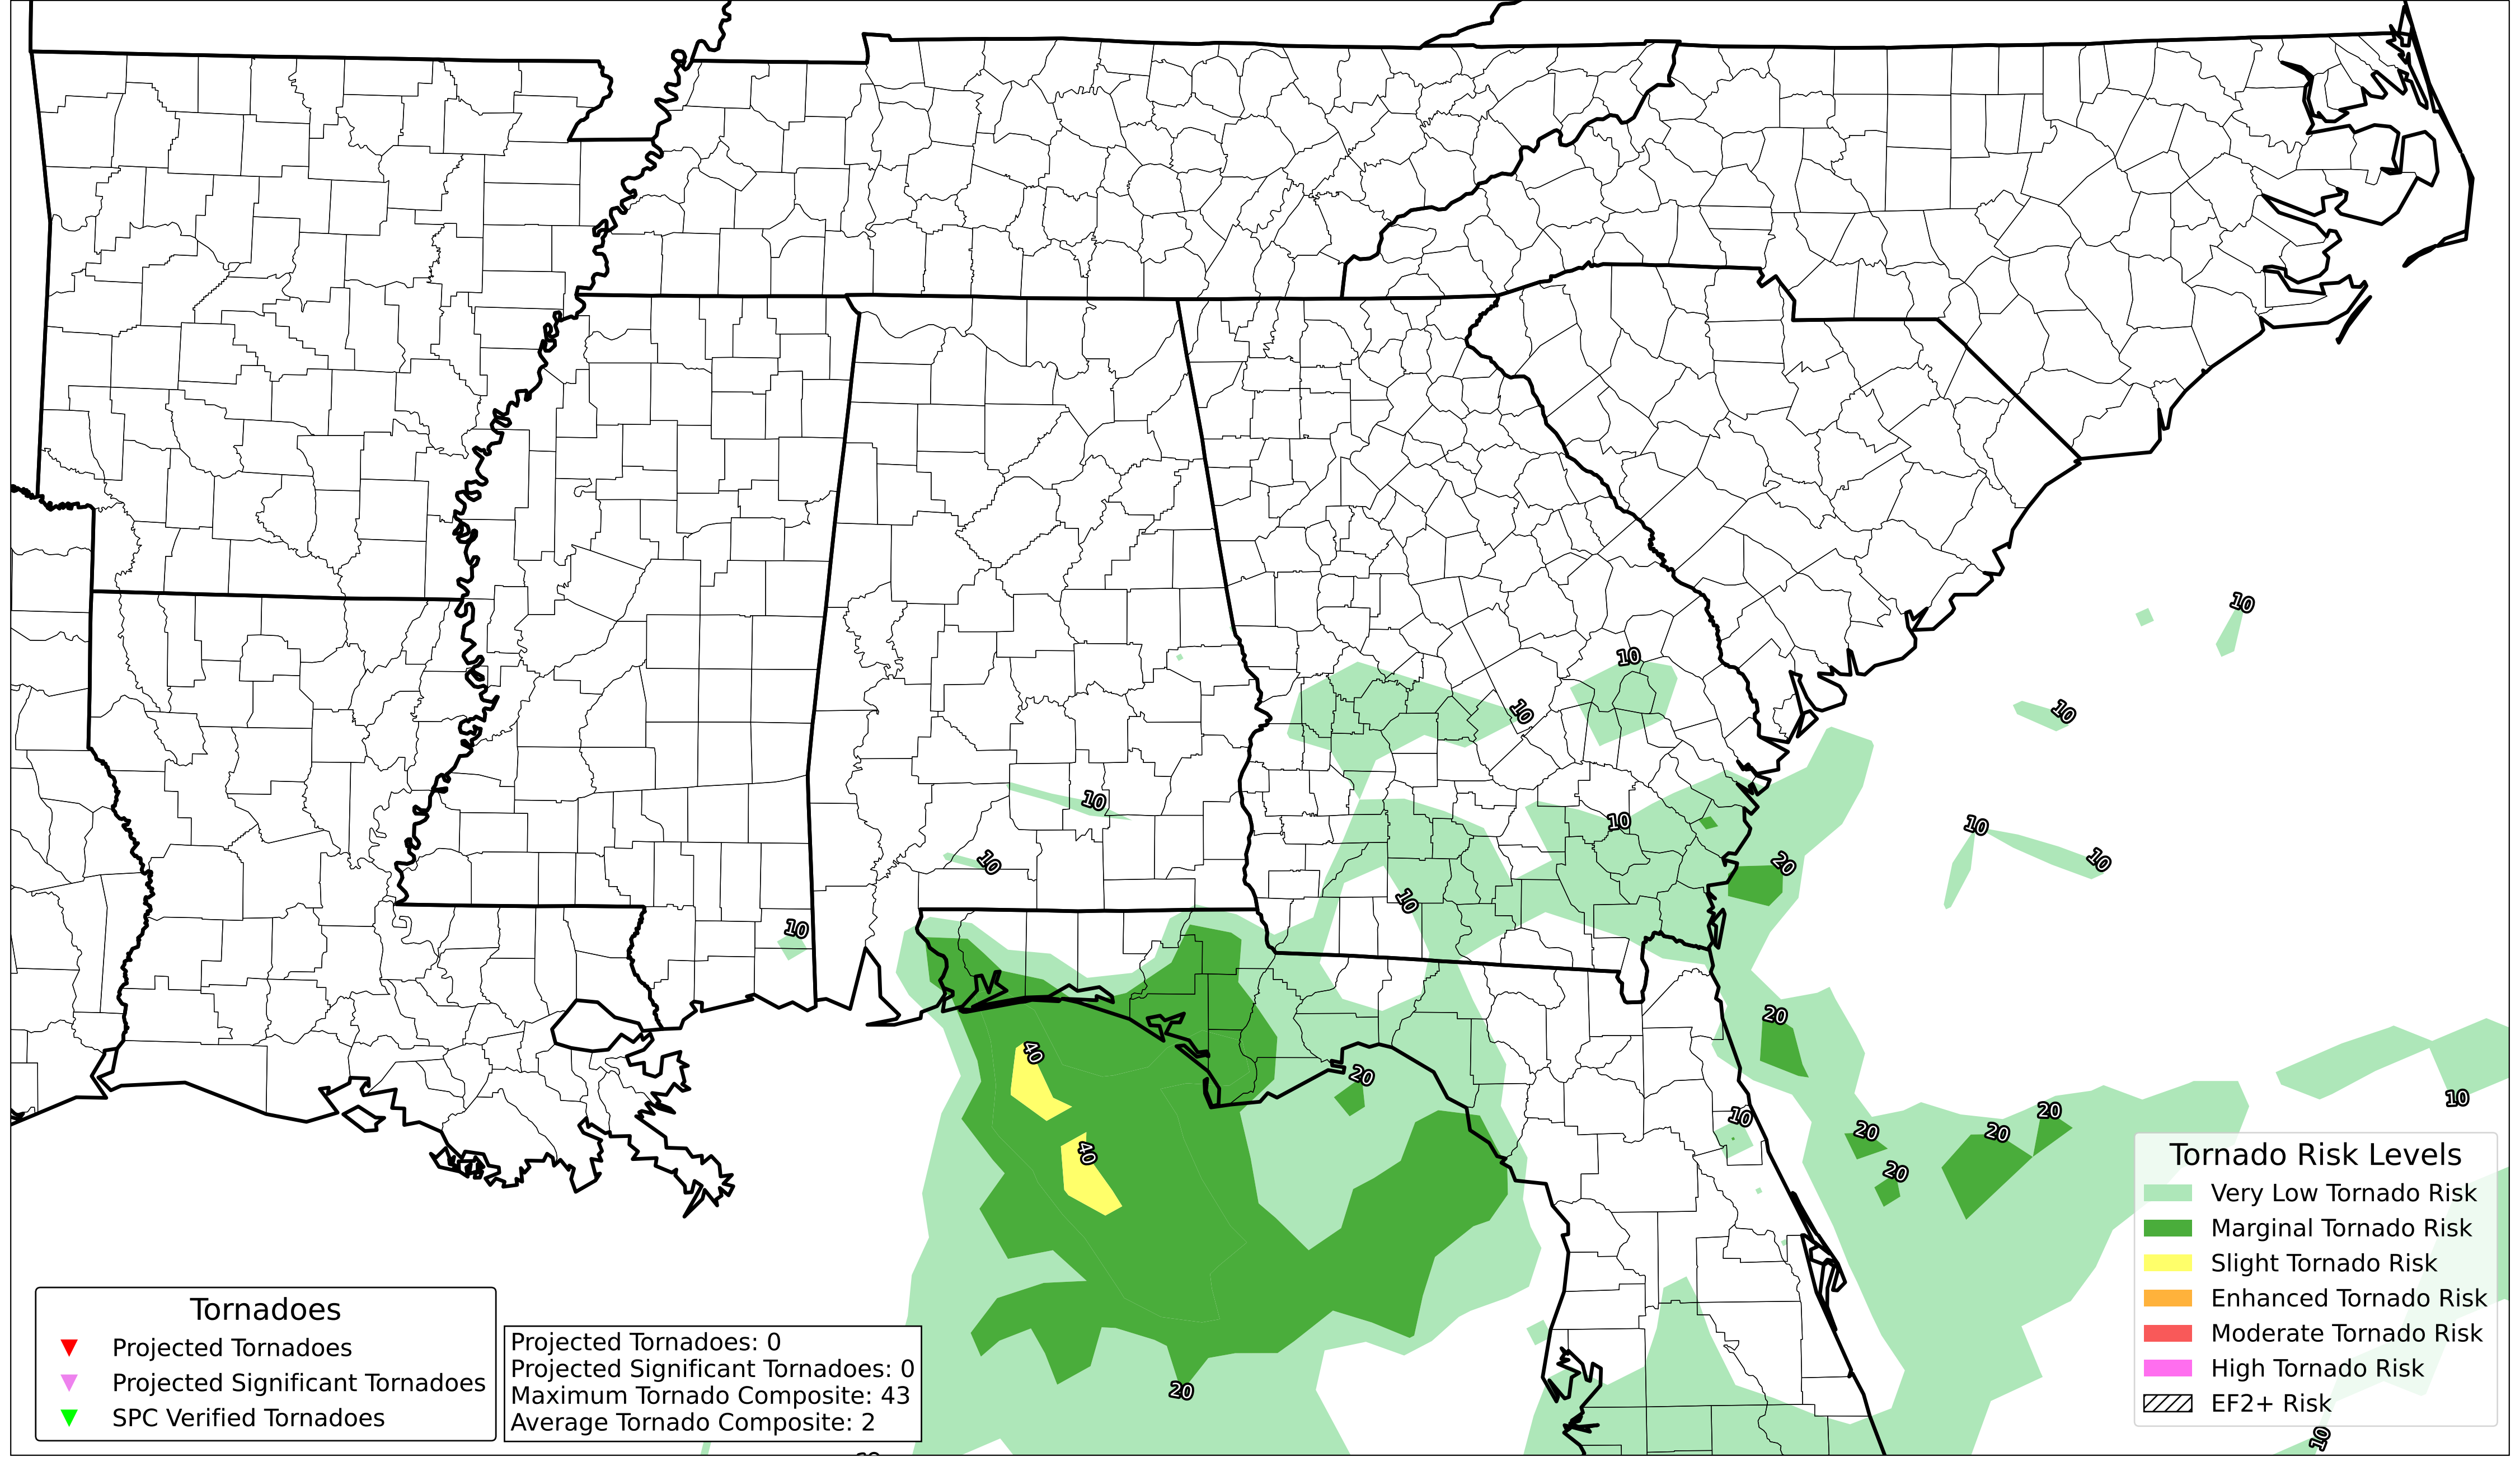 10
10
10
10
10
10
10
10
10
20
10
10
10
10
20
40
20
20
10
10
20
20
20
40
20
20
10
Tornado Risk Levels
Very Low Tornado Risk
Marginal Tornado Risk
Slight Tornado Risk
Enhanced Tornado Risk
Moderate Tornado Risk
High Tornado Risk
EF2+ Risk
Tornadoes
Projected Tornadoes
Projected Significant Tornadoes
SPC Verified Tornadoes
Projected Tornadoes: 0
Projected Significant Tornadoes: 0
Maximum Tornado Composite: 43
Average Tornado Composite: 2